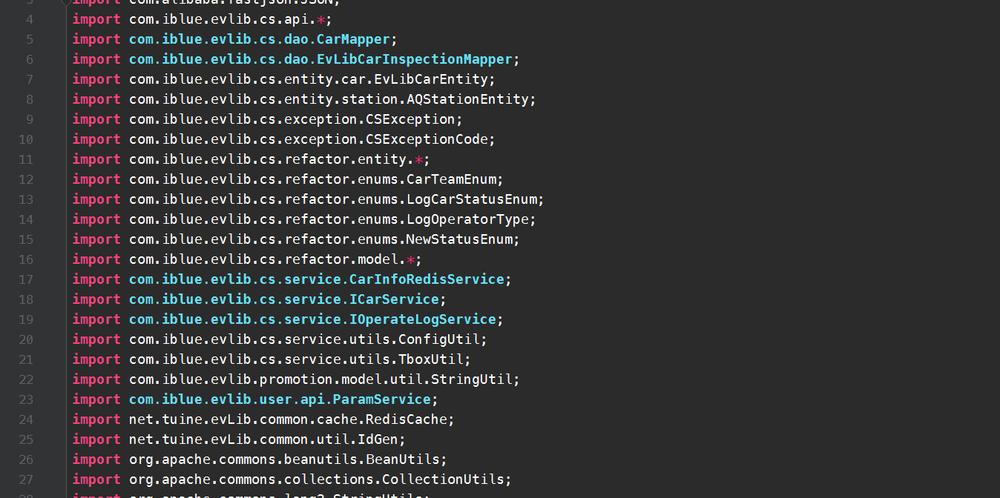 3 import com.alibaba.fastjson.JSON;
4 import com.iblue.evlib.cs.api.*;
5 import com.iblue.evlib.cs.dao.CarMapper;
6 import com.iblue.evlib.cs.dao.EvLibCarInspectionMapper;
7 import com.iblue.evlib.cs.entity.car.EvLibCarEntity;
8 import com.iblue.evlib.cs.entity.station.AQStationEntity;
9 import com.iblue.evlib.cs.exception.CSException;
10 import com.iblue.evlib.cs.exception.CSExceptionCode;
11 import com.iblue.evlib.cs.refactor.entity.*;
12 import com.iblue.evlib.cs.refactor.enums.CarTeamEnum;
13 import com.iblue.evlib.cs.refactor.enums.LogCarStatusEnum;
14 import com.iblue.evlib.cs.refactor.enums.LogOperatorType;
15 import com.iblue.evlib.cs.refactor.enums.NewStatusEnum;
16 import com.iblue.evlib.cs.refactor.model.*;
17 import com.iblue.evlib.cs.service.CarInfoRedisService;
18 import com.iblue.evlib.cs.service.ICarService;
19 import com.iblue.evlib.cs.service.IOperateLogService;
20 import com.iblue.evlib.cs.service.utils.ConfigUtil;
21 import com.iblue.evlib.cs.service.utils.TboxUtil;
22 import com.iblue.evlib.promotion.model.util.StringUtil;
23 import com.iblue.evlib.user.api.ParamService;
24 import net.tuine.evLib.common.cache.RedisCache;
25 import net.tuine.evLib.common.util.IdGen;
26 import org.apache.commons.beanutils.BeanUtils;
27 import org.apache.commons.collections.CollectionUtils;
28 import org.apache.commons.lang3.StringUtils;